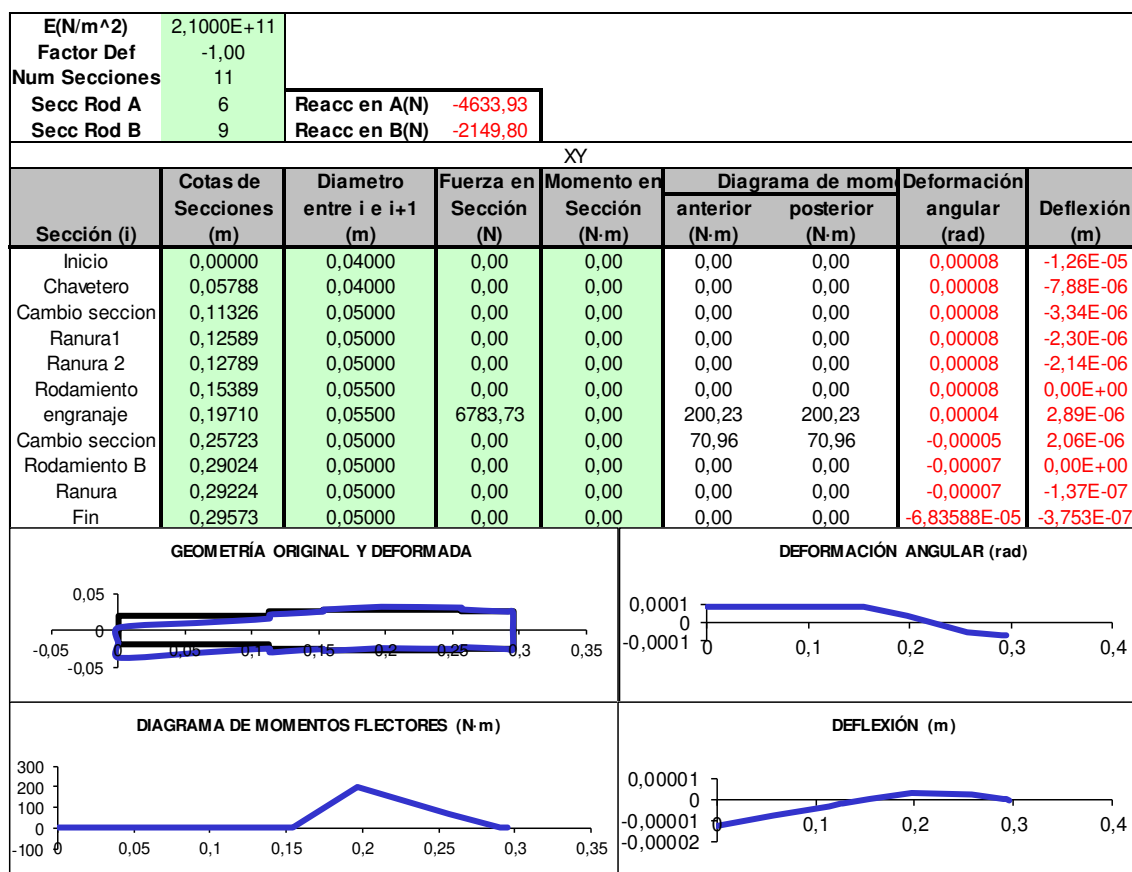 E(N/m^2) 2,1000E+11
Factor Def -1,00
Num Secciones 11
Secc Rod A 6 Reacc en A(N) -4633,93
Secc Rod B 9 Reacc en B(N) -2149,80
XY
Cotas de Diametro Fuerza en Momento en Diagrama de mom Deformación
Secciones entre i e i+1 Sección Sección anterior posterior angular Deflexión
Sección (i) (m) (m) (N) (N·m) (N·m) (N·m) (rad) (m)
Inicio 0,00000 0,04000 0,00 0,00 0,00 0,00 0,00008 -1,26E-05
Chavetero 0,05788 0,04000 0,00 0,00 0,00 0,00 0,00008 -7,88E-06
Cambio seccion 0,11326 0,05000 0,00 0,00 0,00 0,00 0,00008 -3,34E-06
Ranura1 0,12589 0,05000 0,00 0,00 0,00 0,00 0,00008 -2,30E-06
Ranura 2 0,12789 0,05000 0,00 0,00 0,00 0,00 0,00008 -2,14E-06
Rodamiento 0,15389 0,05500 0,00 0,00 0,00 0,00 0,00008 0,00E+00
engranaje 0,19710 0,05500 6783,73 0,00 200,23 200,23 0,00004 2,89E-06
Cambio seccion 0,25723 0,05000 0,00 0,00 70,96 70,96 -0,00005 2,06E-06
Rodamiento B 0,29024 0,05000 0,00 0,00 0,00 0,00 -0,00007 0,00E+00
Ranura 0,29224 0,05000 0,00 0,00 0,00 0,00 -0,00007 -1,37E-07
Fin 0,29573 0,05000 0,00 0,00 0,00 0,00 -6,83588E-05 -3,753E-07
GEOMETRÍA ORIGINAL Y DEFORMADA
0,05
0
-0,05
-0,05 0 0,05 0,1 0,15 0,2 0,25 0,3 0,35
DEFORMACIÓN ANGULAR (rad)
0,0001
0
-0,0001
0 0,1 0,2 0,3 0,4
DIAGRAMA DE MOMENTOS FLECTORES (N·m)
300
200
100
0
-100
0 0,05 0,1 0,15 0,2 0,25 0,3 0,35
DEFLEXIÓN (m)
0,00001
0
-0,00001
-0,00002
0 0,1 0,2 0,3 0,4